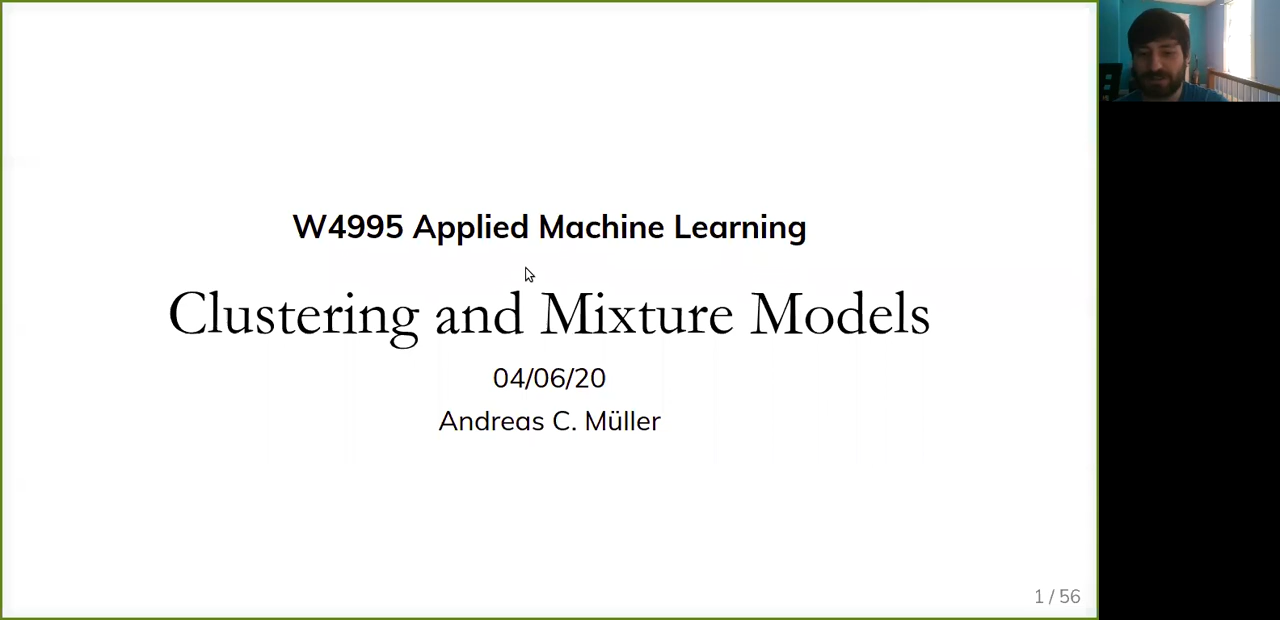 W4995 Applied Machine Learning
Clustering and Mixture Models
04/06/20
Andreas C. Müller
1 / 56